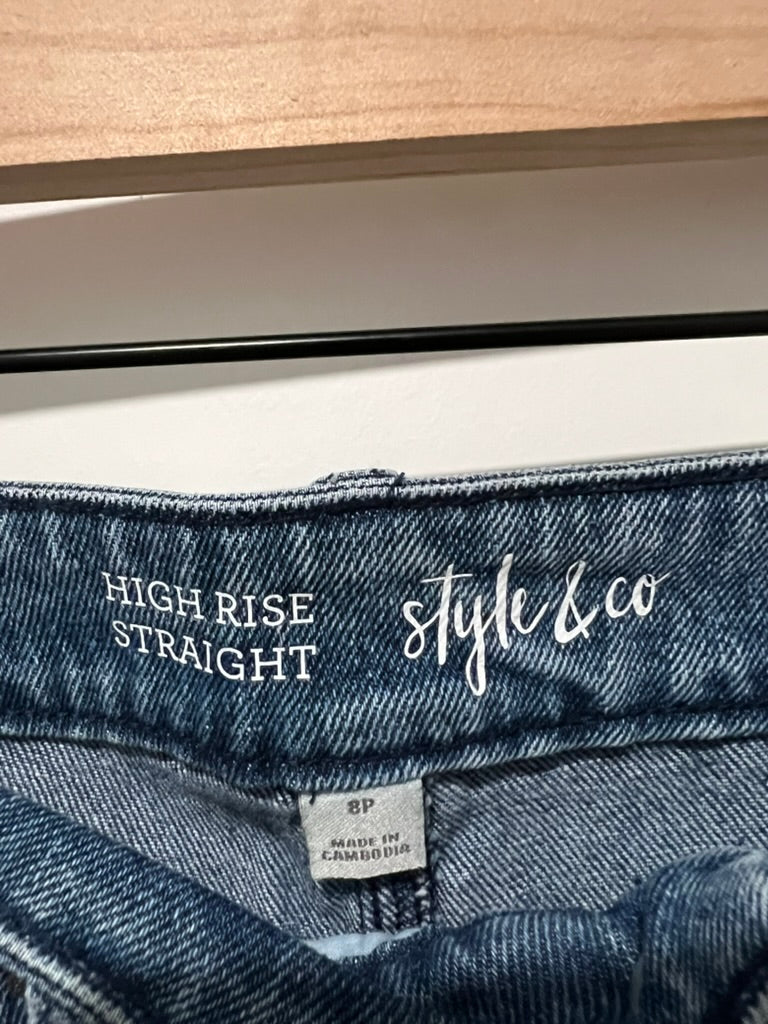 HIGH RISE
STRAIGHT
style & co
8P
MADE IN
CAMBODIA